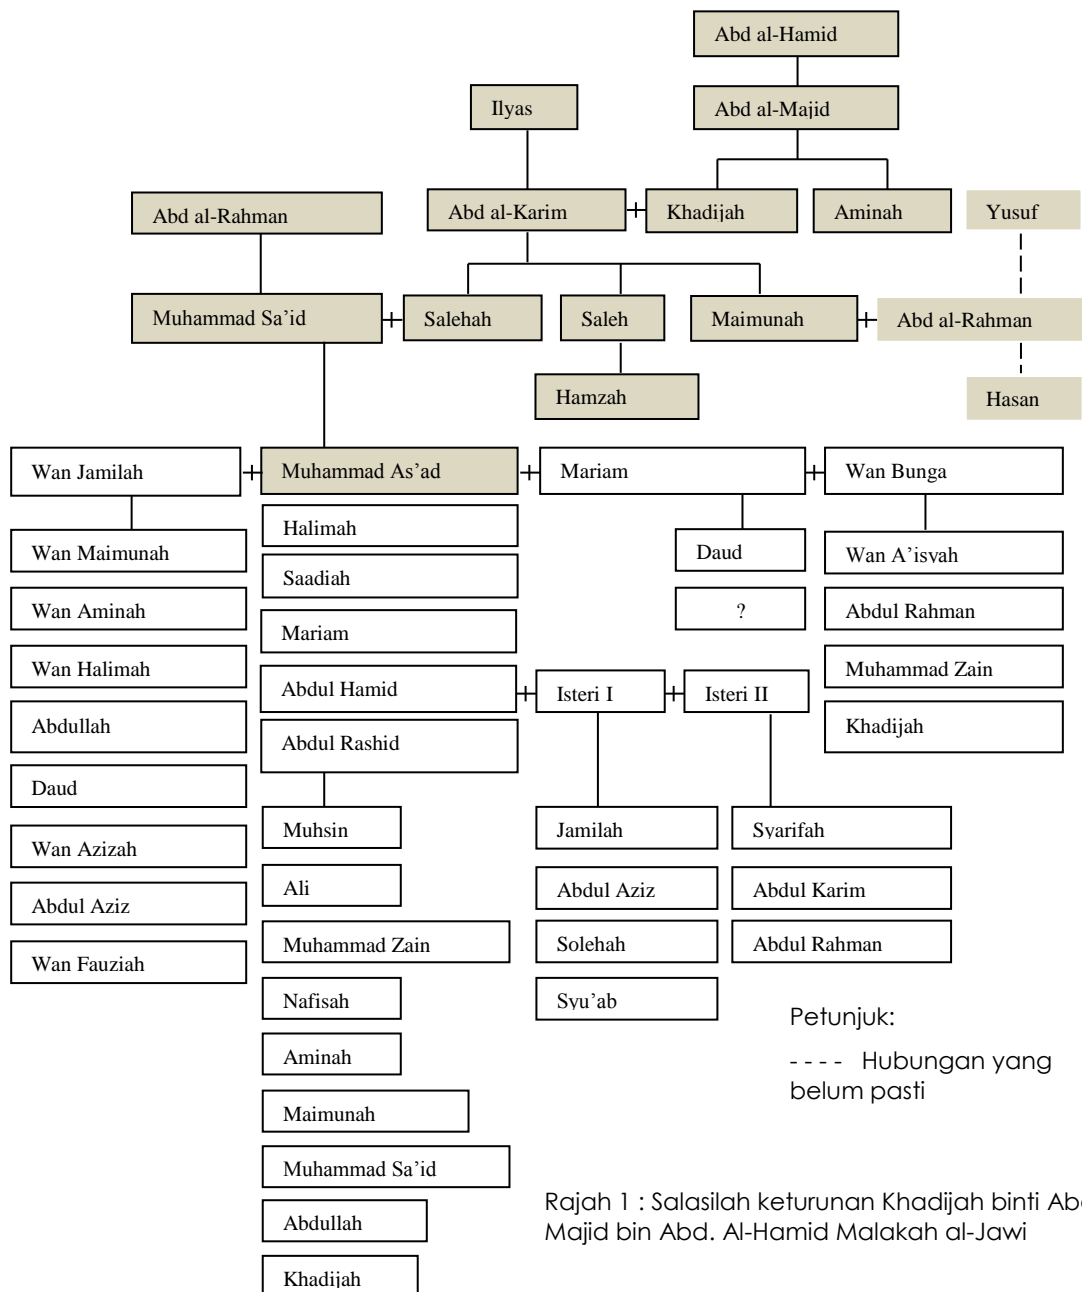 Abd al-Hamid
Ilyas
Abd al-Majid
Abd al-Rahman
Abd al-Karim
Khadijah
Aminah
Yusuf
Muhammad Sa’id
Salehah
Saleh
Maimunah
Abd al-Rahman
Hamzah
Hasan
Wan Jamilah
Muhammad As’ad
Mariam
Wan Bunga
Halimah
Saadiah
Mariam
Abdul Hamid
Abdul Rashid
Wan Maimunah
Wan Aminah
Wan Halimah
Abdullah
Daud
Wan Azizah
Abdul Aziz
Wan Fauziah
Daud
?
Wan A’isyah
Abdul Rahman
Muhammad Zain
Khadijah
Isteri I
Isteri II
Muhsin
Ali
Muhammad Zain
Nafisah
Aminah
Maimunah
Muhammad Sa’id
Abdullah
Khadijah
Jamilah
Abdul Aziz
Solehah
Syu’ab
Syarifah
Abdul Karim
Abdul Rahman
Petunjuk:
- - - - Hubungan yang
belum pasti
Rajah 1 : Salasilah keturunan Khadijah binti
Majid bin Abd. Al-Hamid Malakah al-Jawi